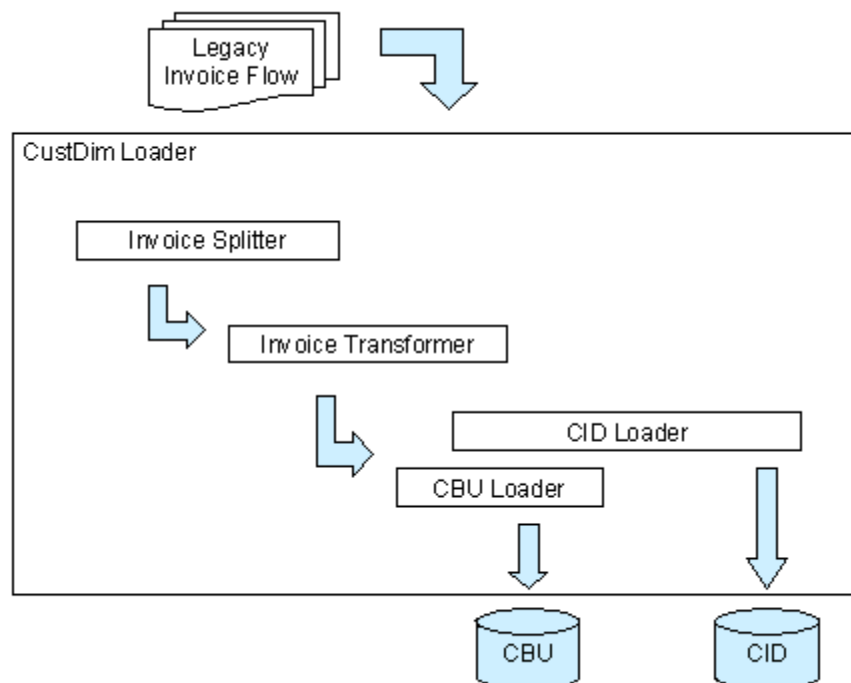 Legacy
Invoice Flow
CustDim Loader
Invoice Splitter
Invoice Transformer
CID Loader
CBU Loader
CBU
CID